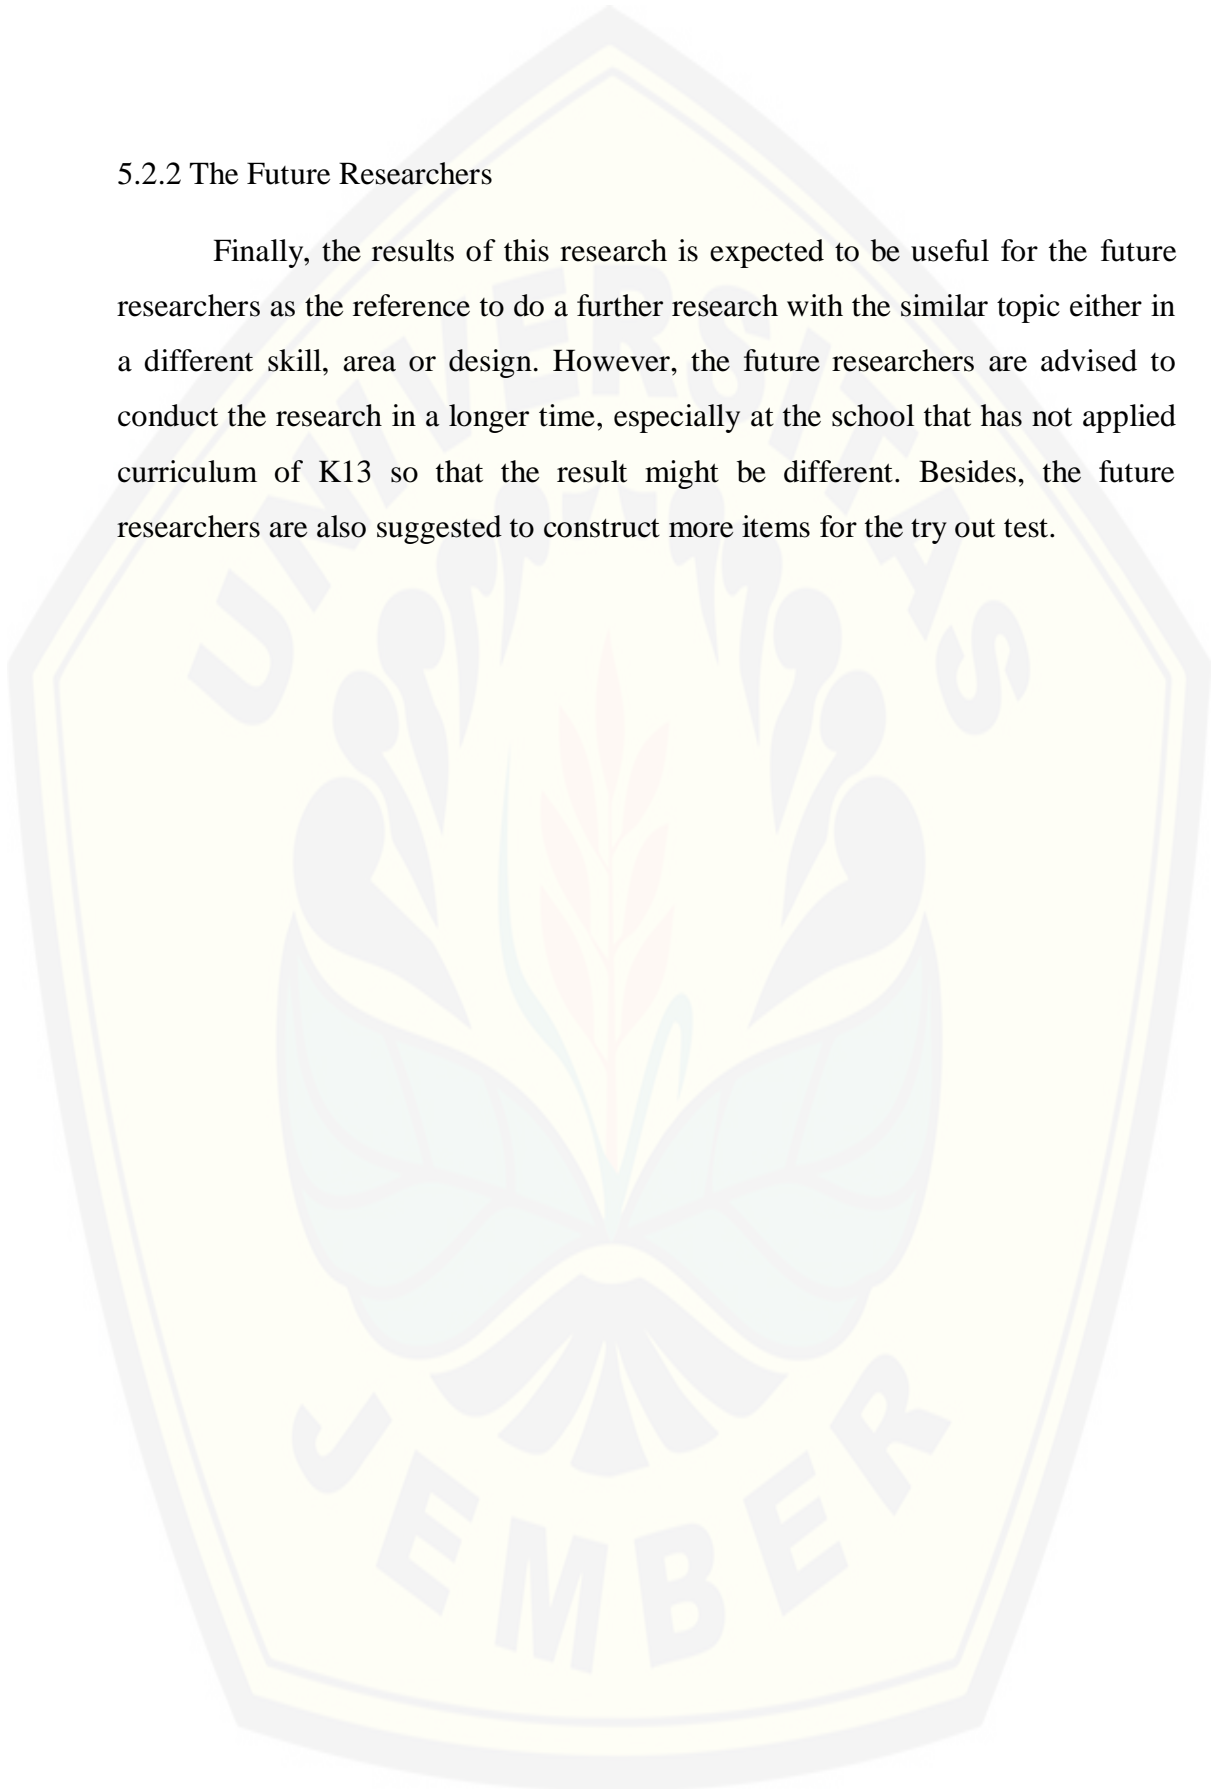 5.2.2 The Future Researchers
Finally, the results of this research is expected to be useful for the future
researchers as the reference to do a further research with the similar topic either in
a different skill, area or design. However, the future researchers are advised to
conduct the research in a longer time, especially at the school that has not applied
curriculum of K13 so that the result might be different. Besides, the future
researchers are also suggested to construct more items for the try out test.
UNIVERSITAS
JEMBER